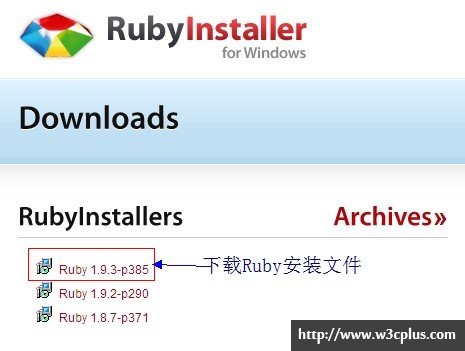 RubyInstaller
for Windows
Downloads
RubyInstallers
Archives»
Ruby 1.9.3-p385
下载Ruby安装文件
Ruby 1.9.2-p290
Ruby 1.8.7-p371
http://www.w3cplus.com